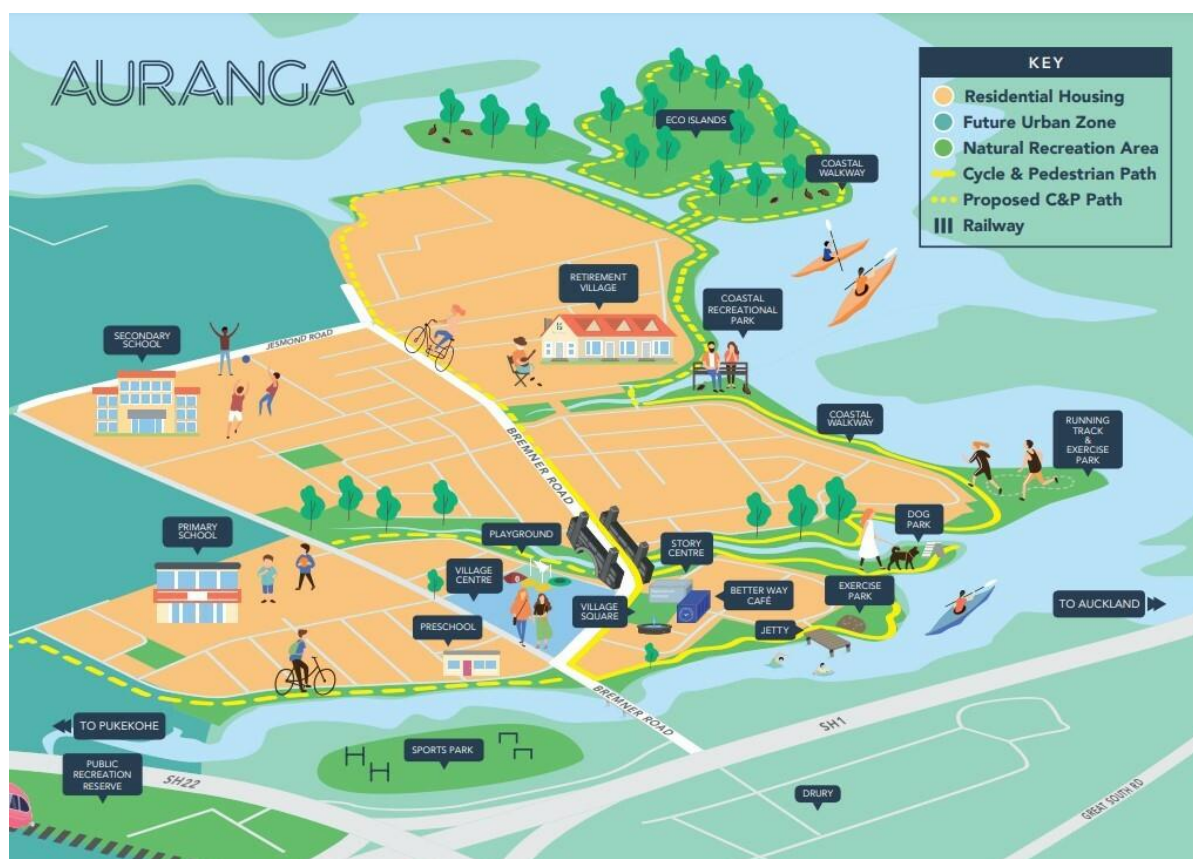 AURANGA
KEY
Residential Housing
Future Urban Zone
Natural Recreation Area
Cycle & Pedestrian Path
Proposed C&P Path
Railway
ECO ISLANDS
COASTAL
WALKWAY
RETIREMENT
VILLAGE
COASTAL
RECREATIONAL
PARK
SECONDARY
SCHOOL
JESMOND ROAD
BREMNER ROAD
COASTAL
WALKWAY
RUNNING
TRACK
&
EXERCISE
PARK
DOG
PARK
PRIMARY
SCHOOL
PLAYGROUND
STORY
CENTRE
VILLAGE
CENTRE
BETTER WAY
CAFÉ
EXERCISE
PARK
VILLAGE
SQUARE
TO AUCKLAND
PRESCHOOL
JETTY
BREMNER ROAD
TO PUKEKOHE
SH1
SPORTS PARK
PUBLIC
RECREATION
RESERVE
SH22
DRURY
GREAT SOUTH RD